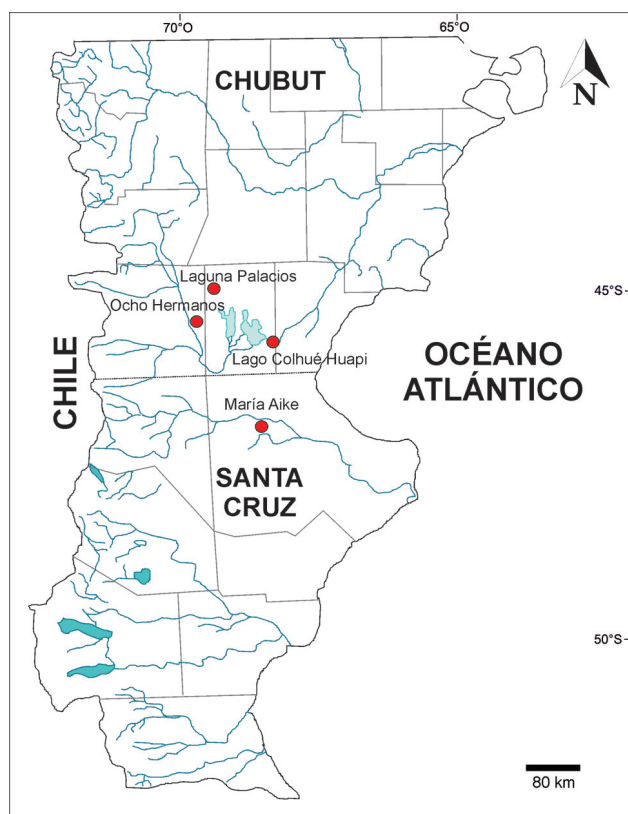 70°O
65°O
CHUBUT
N
Laguna Palacios
45°S
Ocho Hermanos
Lago Colhué Huapi
OCÉANO
ATLÁNTICO
CHILE
María Aike
SANTA
CRUZ
50°S
80 km